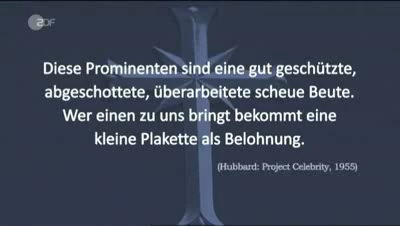 ZDF
Diese Prominenten sind eine gut geschützte,
abgeschottete, überarbeitete scheue Beute.
Wer einen zu uns bringt bekommt eine
kleine Plakette als Belohnung.
(Hubbard: Project Celebrity, 1955)